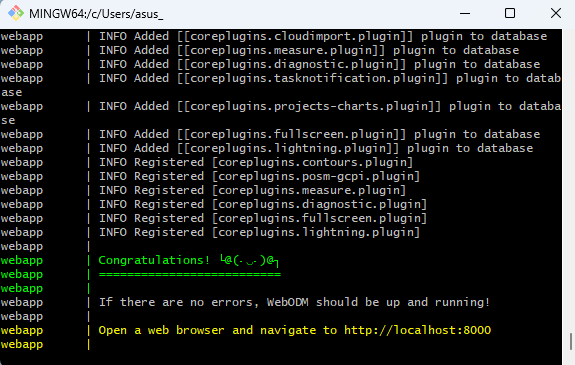 MINGW64:/c/Users/asus_
webapp | INFO Added [[coreplugins.cloudimport.plugin]] plugin to database
webapp | INFO Added [[coreplugins.measure.plugin]] plugin to database
webapp | INFO Added [[coreplugins.diagnostic.plugin]] plugin to database
webapp | INFO Added [[coreplugins.tasknotification.plugin]] plugin to datab
ase
webapp | INFO Added [[coreplugins.projects-charts.plugin]] plugin to databa
se
webapp | INFO Added [[coreplugins.fullscreen.plugin]] plugin to database
webapp | INFO Added [[coreplugins.lightning.plugin]] plugin to database
webapp | INFO Registered [coreplugins.contours.plugin]
webapp | INFO Registered [coreplugins.posm-gcpi.plugin]
webapp | INFO Registered [coreplugins.measure.plugin]
webapp | INFO Registered [coreplugins.diagnostic.plugin]
webapp | INFO Registered [coreplugins.fullscreen.plugin]
webapp | INFO Registered [coreplugins.lightning.plugin]
webapp |
webapp | Congratulations! └@(･◡･)@┐
webapp | ==========================
webapp |
webapp | If there are no errors, WebODM should be up and running!
webapp |
webapp | Open a web browser and navigate to http://localhost:8000
webapp |